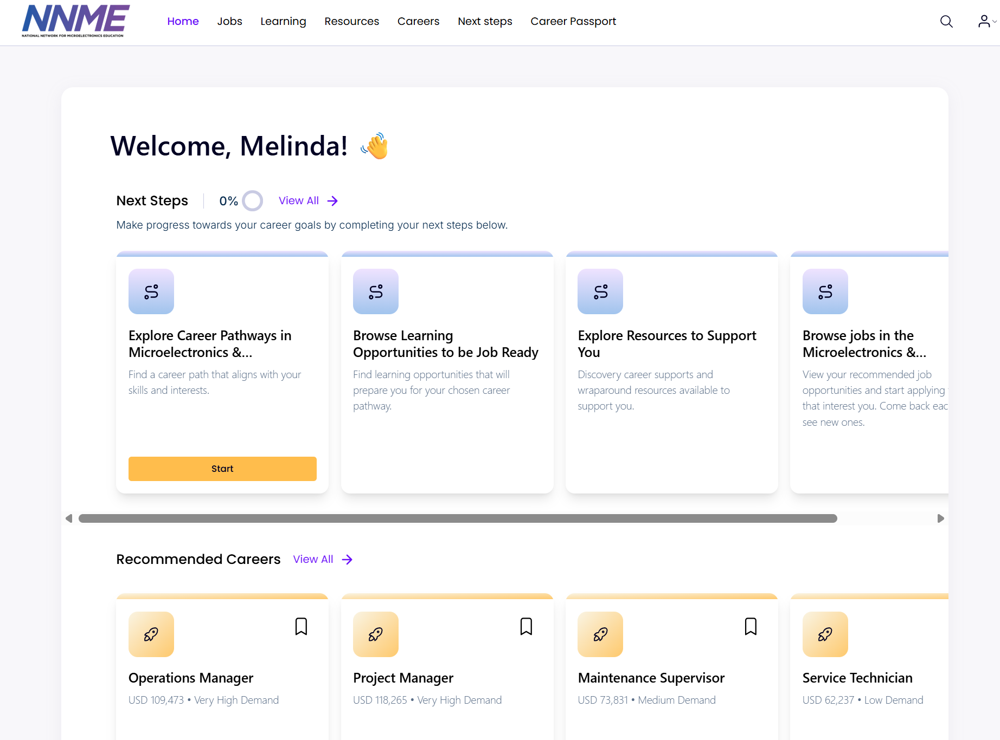 NNME
NATIONAL NETWORK FOR MICROELECTRONICS EDUCATION
Home
Jobs
Learning
Resources
Careers
Next steps
Career Passport
Welcome, Melinda! 👋
Next Steps
0%
View All →
Make progress towards your career goals by completing your next steps below.
Explore Career Pathways in
Microelectronics &...
Find a career path that aligns with your
skills and interests.
Start
Browse Learning
Opportunities to be Job Ready
Find learning opportunities that will
prepare you for your chosen career
pathway.
Explore Resources to Support
You
Discovery career supports and
wraparound resources available to
support you.
Browse jobs in the
Microelectronics &...
View your recommended job
opportunities and start applying
that interest you. Come back eac
see new ones.
Recommended Careers
View All →
Operations Manager
USD 109,473 • Very High Demand
Project Manager
USD 118,265 • Very High Demand
Maintenance Supervisor
USD 73,831 • Medium Demand
Service Technician
USD 62,237 • Low Demand